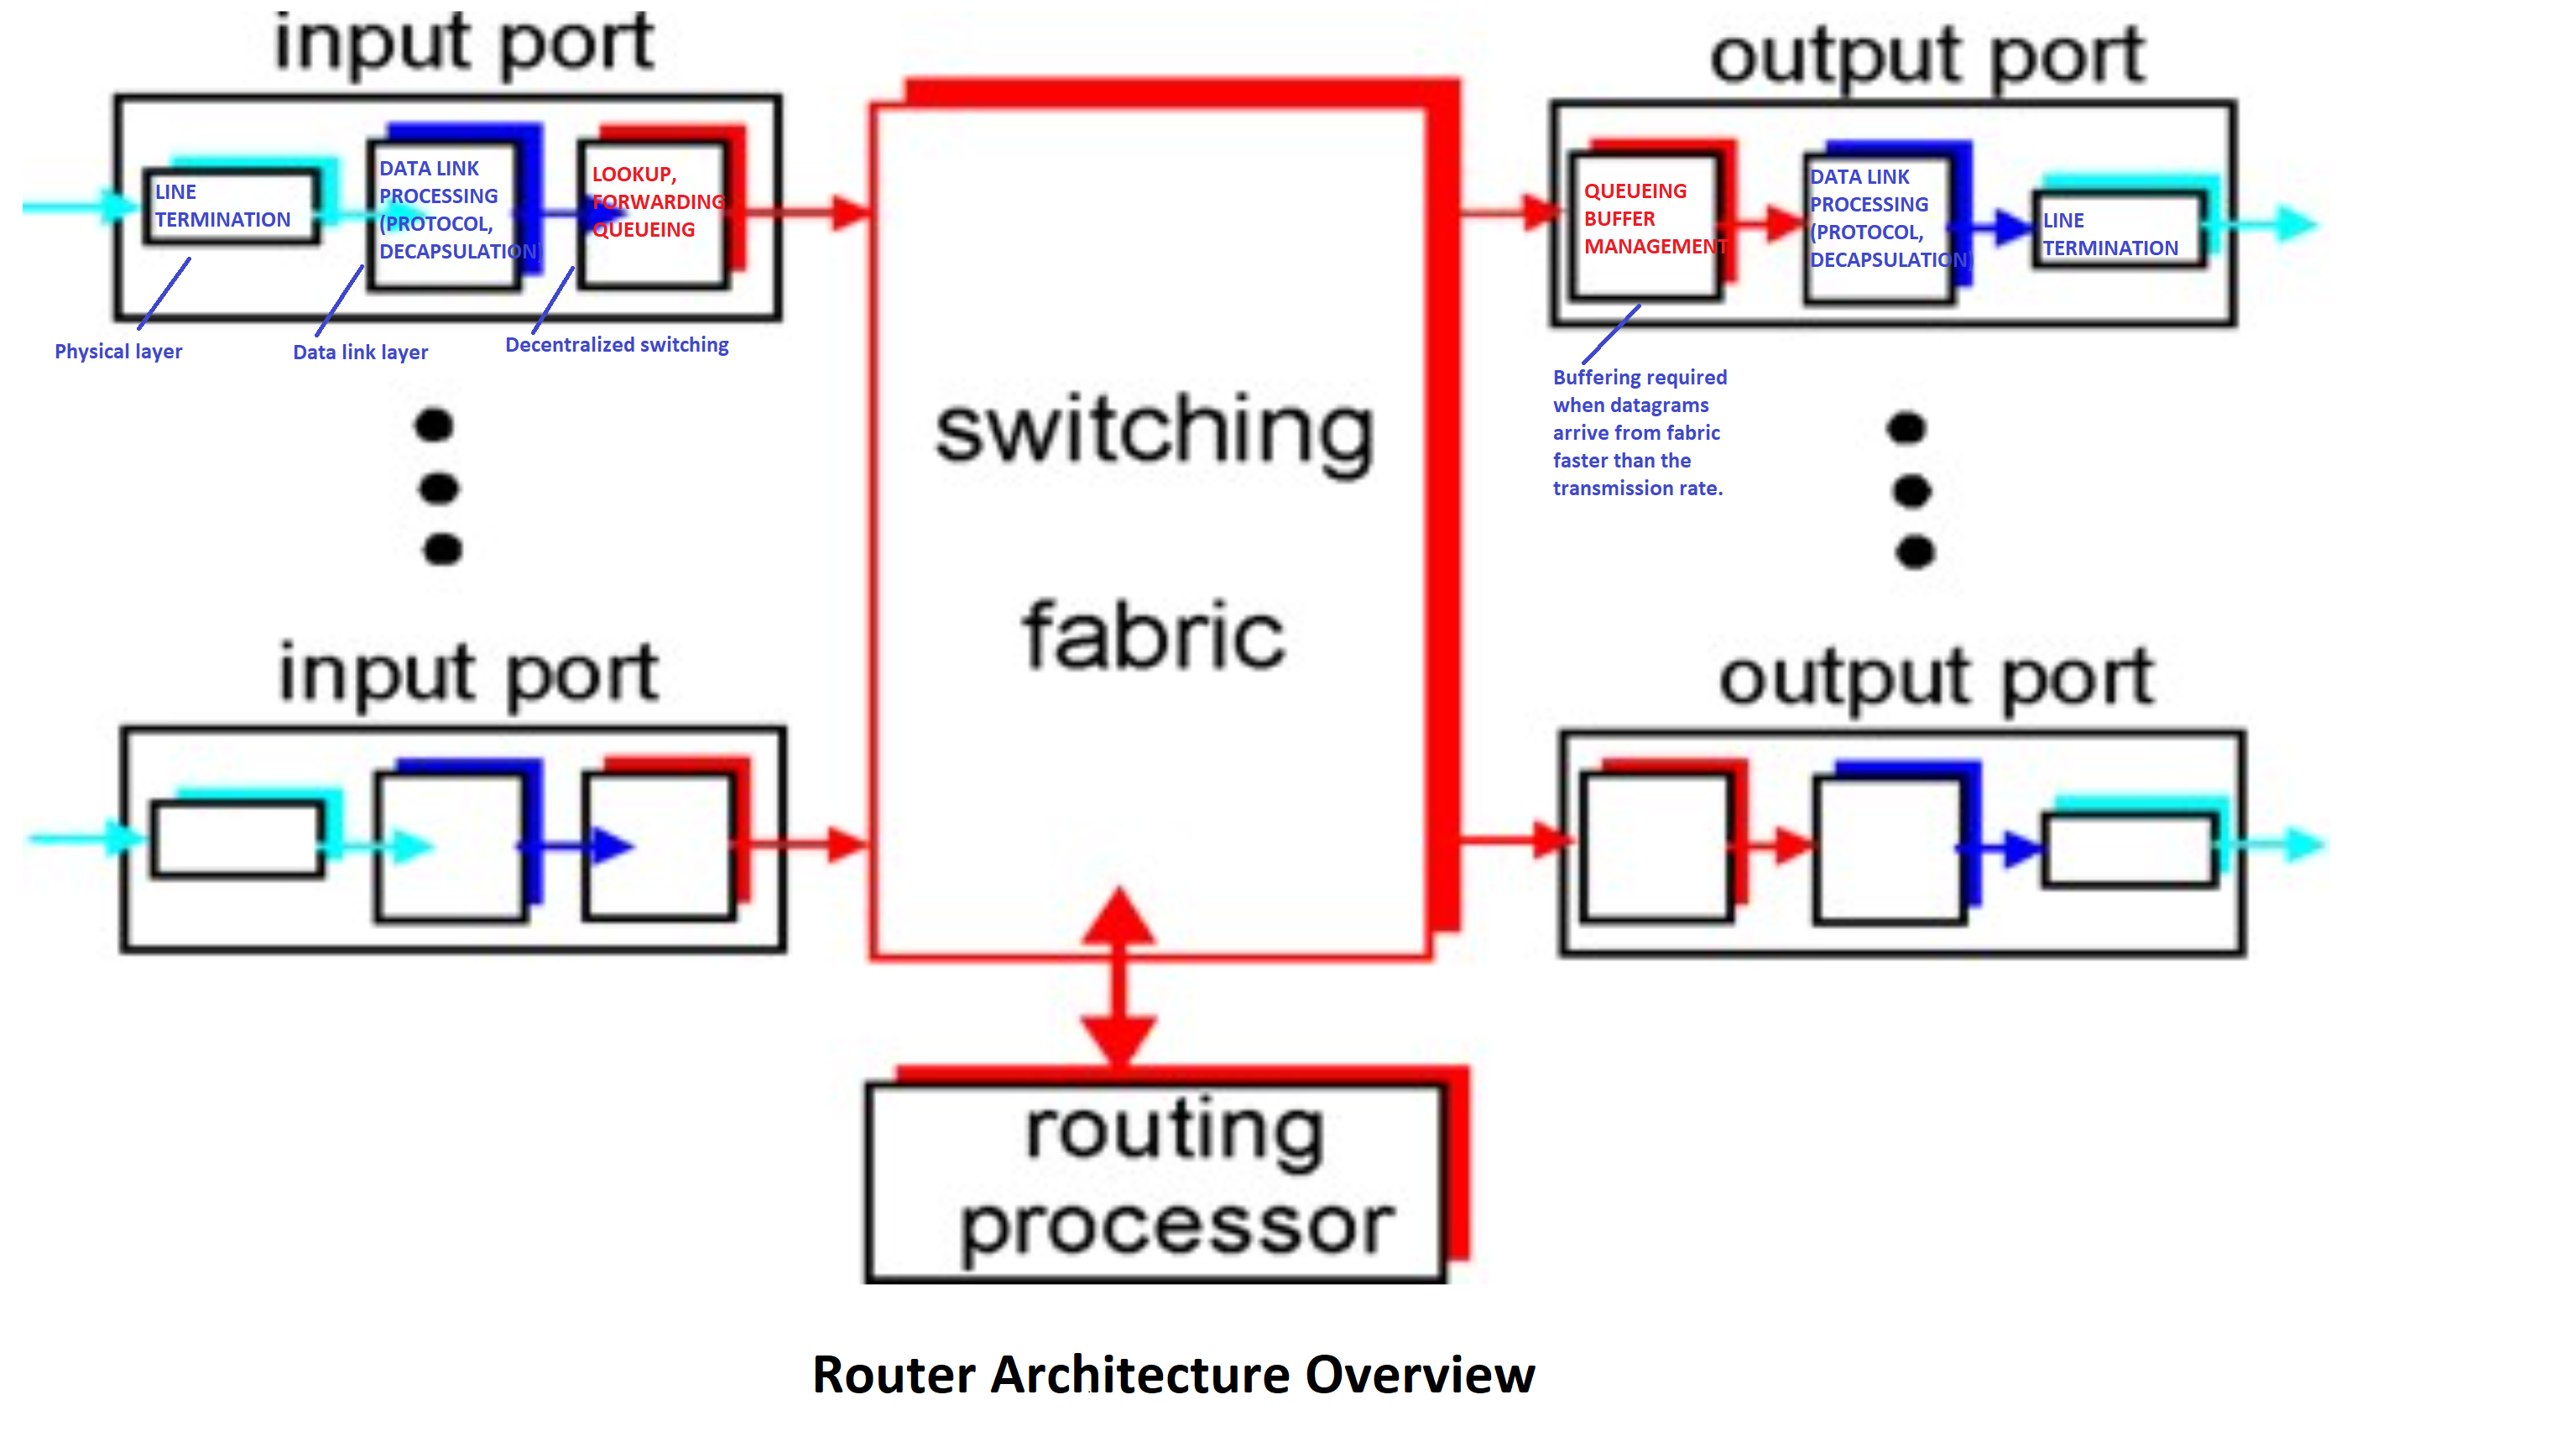 input port
output port
LINE
TERMINATION
DATA LINK
PROCESSING
(PROTOCOL,
DECAPSULATION)
LOOKUP,
FORWARDING
QUEUEING
Physical layer
Data link layer
Decentralized switching
switching
fabric
QUEUEING
BUFFER
MANAGEMENT
DATA LINK
PROCESSING
(PROTOCOL,
DECAPSULATION)
LINE
TERMINATION
Buffering required
when datagrams
arrive from fabric
faster than the
transmission rate.
input port
output port
routing
processor
Router Architecture Overview